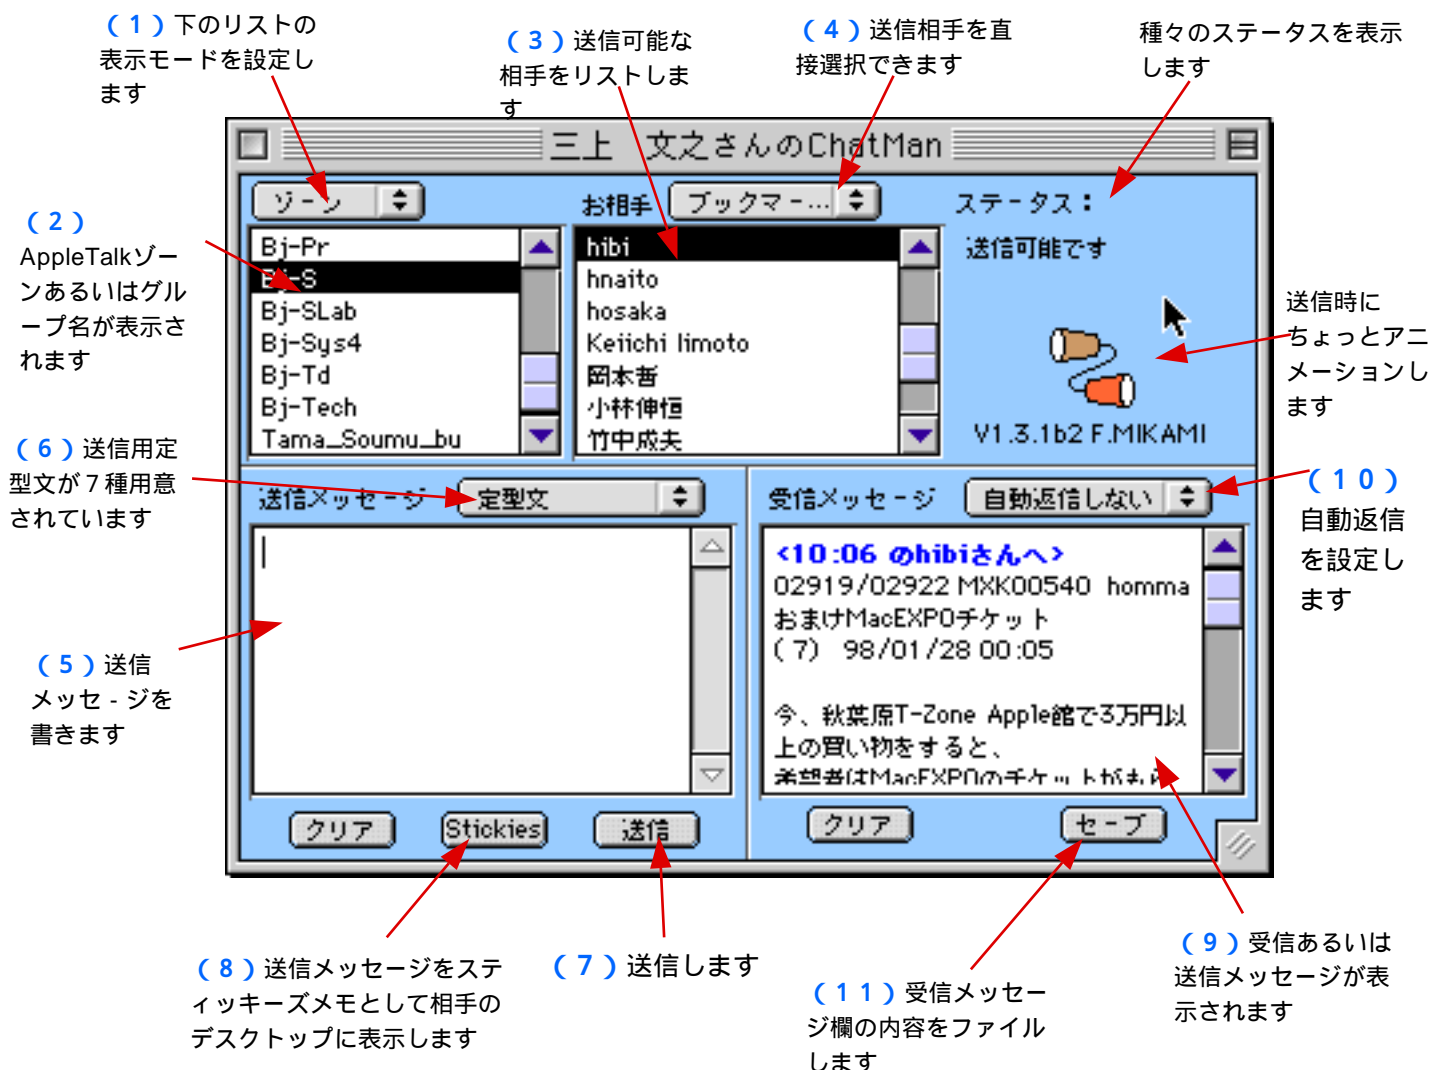 （１）下のリストの
表示モードを設定し
ます
（３）送信可能な
相手をリストしま
す
（４）送信相手を直
接選択できます
種々のステータスを表示
します
三上　文之さんのChatMan
ゾーン
お相手
ブックマー...
ステータス：
（２）
AppleTalkゾー
ンあるいはグル
ープ名が表示さ
れます
Bj-Pr
Bj-S
Bj-SLab
Bj-Sys4
Bj-Td
Bj-Tech
Tama_Soumu_bu
hibi
hnaito
hosaka
Keiichi Iimoto
岡本哲
小林伸恒
竹中成夫
送信可能です
V1.3.1b2 F.MIKAMI
送信時に
ちょっとアニ
メーションし
ます
（６）送信用定
型文が７種用意
されています
送信メッセージ
定型文
受信メッセージ
自動返信しない
（１０）
自動返信
を設定し
ます
<10:06 のhibiさんへ>
02919/02922 MXK00540 homma
おまけMacEXPOチケット
( 7) 98/01/28 00:05
今、秋葉原T-Zone Apple館で3万円以
上の買い物をすると、
希望者はMacEXPOのチケットがもら
（５）送信
メッセ‐ジを
書きます
クリア
Stickies
送信
クリア
セーブ
（８）送信メッセージをステ
ィッキーズメモとして相手の
デスクトップに表示します
（７）送信します
（１１）受信メッセー
ジ欄の内容をファイル
します
（９）受信あるいは
送信メッセージが表
示されます